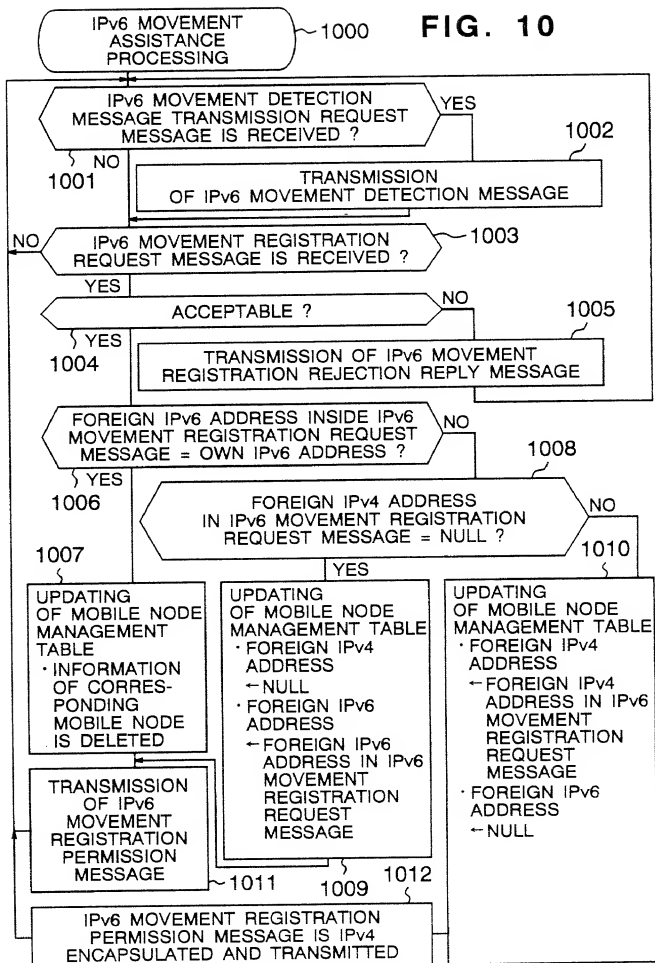 FIG. 10
IPv6 MOVEMENT
ASSISTANCE
PROCESSING
1000
IPv6 MOVEMENT DETECTION
MESSAGE TRANSMISSION REQUEST
MESSAGE IS RECEIVED ?
YES
1001
NO
1002
TRANSMISSION
OF IPv6 MOVEMENT DETECTION MESSAGE
NO
IPv6 MOVEMENT REGISTRATION
REQUEST MESSAGE IS RECEIVED ?
1003
YES
ACCEPTABLE ?
NO
1004
YES
1005
TRANSMISSION OF IPv6 MOVEMENT
REGISTRATION REJECTION REPLY MESSAGE
FOREIGN IPv6 ADDRESS INSIDE IPv6
MOVEMENT REGISTRATION REQUEST
MESSAGE = OWN IPv6 ADDRESS ?
NO
1006
YES
1008
FOREIGN IPv4 ADDRESS
IN IPv6 MOVEMENT REGISTRATION
REQUEST MESSAGE = NULL ?
NO
YES
1007
UPDATING
OF MOBILE NODE
MANAGEMENT
TABLE
· INFORMATION
OF CORRES-
PONDING
MOBILE NODE
IS DELETED
UPDATING
OF MOBILE NODE
MANAGEMENT TABLE
· FOREIGN IPv4
ADDRESS
←NULL
· FOREIGN IPv6
ADDRESS
←FOREIGN IPv6
ADDRESS IN IPv6
MOVEMENT
REGISTRATION
REQUEST
MESSAGE
1009
1010
UPDATING
OF MOBILE NODE
MANAGEMENT TABLE
· FOREIGN IPv4
ADDRESS
←FOREIGN IPv4
ADDRESS IN IPv6
MOVEMENT
REGISTRATION
REQUEST
MESSAGE
· FOREIGN IPv6
ADDRESS
←NULL
TRANSMISSION
OF IPv6
MOVEMENT
REGISTRATION
PERMISSION
MESSAGE
1011
1012
IPv6 MOVEMENT REGISTRATION
PERMISSION MESSAGE IS IPv4
ENCAPSULATED AND TRANSMITTED